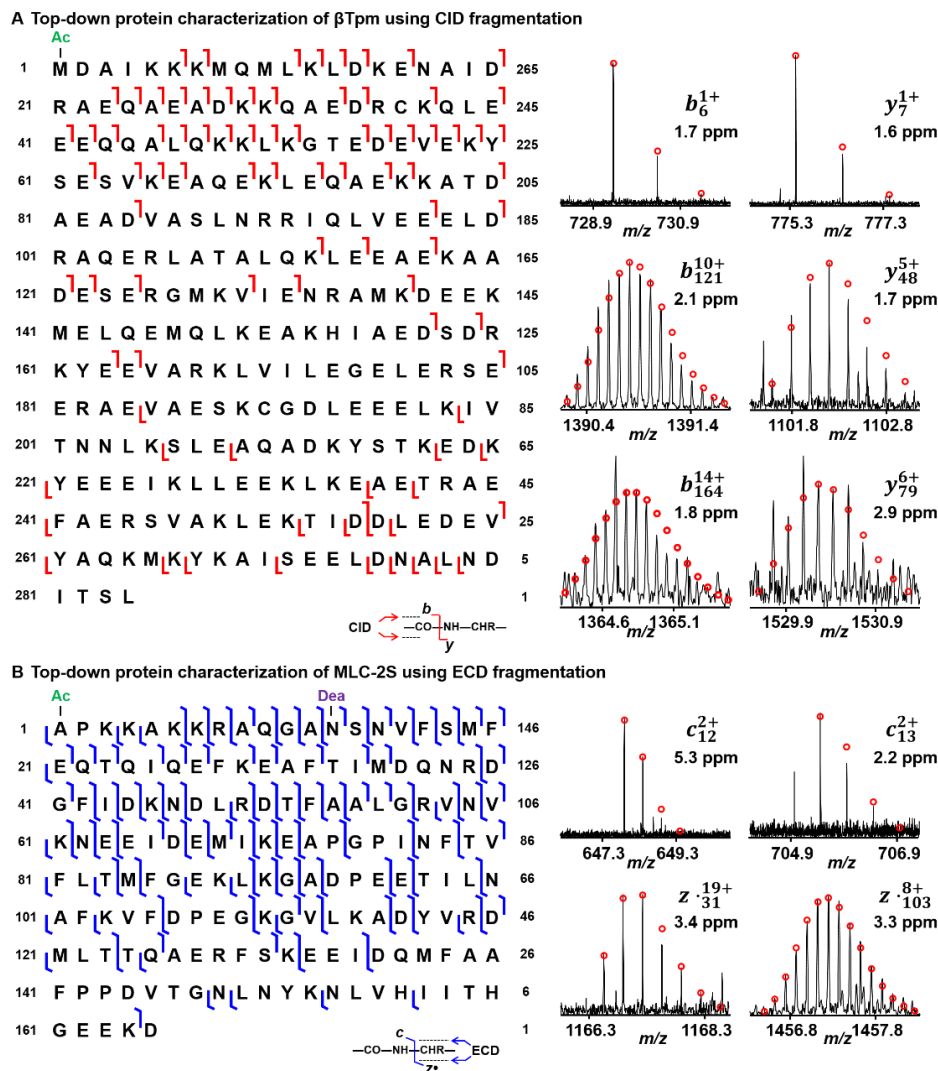 A Top-down protein characterization of βTpm using CID fragmentation
Ac
1 M D A I K K K M Q M L K L D K E N A I D 265
21 R A E Q A E A D K K Q A E D R C K Q L E 245
41 E E Q Q A L Q K K L K G T E D E V E K Y 225
61 S E S V K E A Q E K L E Q A E K K A T D 205
81 A E A D V A S L N R R I Q L V E E E L D 185
101 R A Q E R L A T A L Q K L E E A E K A A 165
121 D E S E R G M K V I E N R A M K D E E K 145
141 M E L Q E M Q L K E A K H I A E D S D R 125
161 K Y E E V A R K L V I L E G E L E R S E 105
181 E R A E V A E S K C G D L E E E L K I V 85
201 T N N L K S L E A Q A D K Y S T K E D K 65
221 Y E E E I K L L E E K L K E A E T R A E 45
241 F A E R S V A K L E K T I D D L E D E V 25
261 Y A Q K M K Y K A I S E E L D N A L N D 5
281 I T S L 1
CID
b
—CO—NH—CHR—
y
b6 1+
1.7 ppm
728.9 730.9
m/z
y7 1+
1.6 ppm
775.3 777.3
m/z
b121 10+
2.1 ppm
1390.4 1391.4
m/z
y48 5+
1.7 ppm
1101.8 1102.8
m/z
b164 14+
1.8 ppm
1364.6 1365.1
m/z
y79 6+
2.9 ppm
1529.9 1530.9
m/z
B Top-down protein characterization of MLC-2S using ECD fragmentation
Ac Dea
1 A P K K A K K R A Q G A N S N V F S M F 146
21 E Q T Q I Q E F K E A F T I M D Q N R D 126
41 G F I D K N D L R D T F A A L G R V N V 106
61 K N E E I D E M I K E A P G P I N F T V 86
81 F L T M F G E K L K G A D P E E T I L N 66
101 A F K V F D P E G K G V L K A D Y V R D 46
121 M L T T Q A E R F S K E E I D Q M F A A 26
141 F P P D V T G N L N Y K N L V H I I T H 6
161 G E E K D 1
c
—CO—NH—CHR—
ECD
z•
c12 2+
5.3 ppm
647.3 649.3
m/z
c13 2+
2.2 ppm
704.9 706.9
m/z
z·31 19+
3.4 ppm
1166.3 1168.3
m/z
z·103 8+
3.3 ppm
1456.8 1457.8
m/z